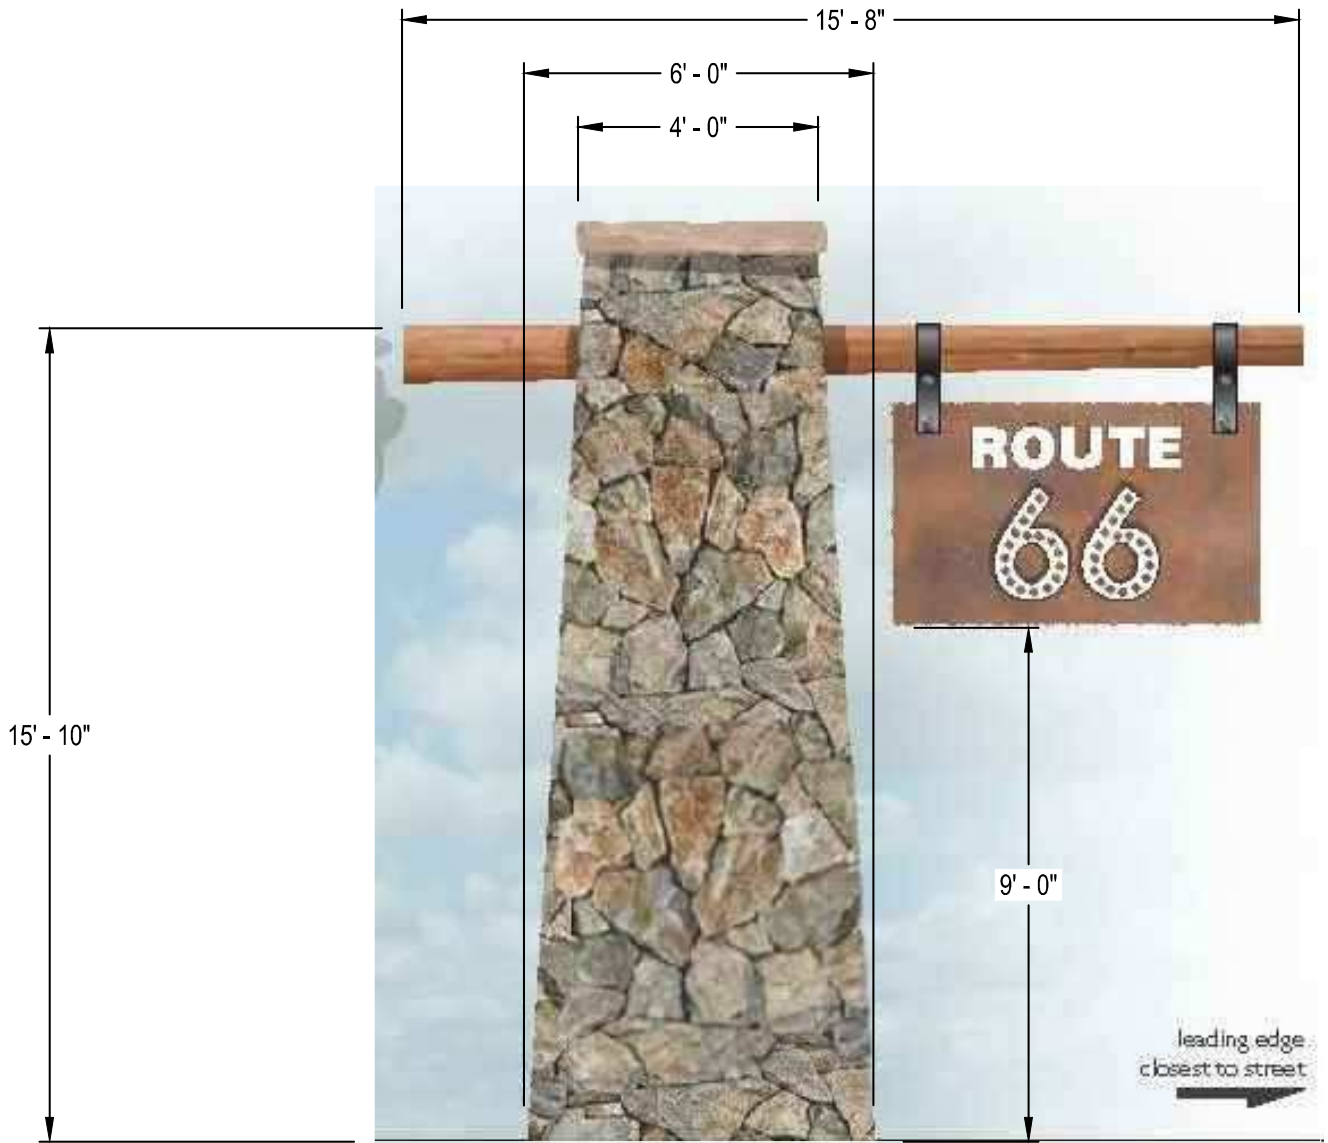 15' - 8"
6' - 0"
4' - 0"
ROUTE
66
15' - 10"
9' - 0"
leading edge
closest to street